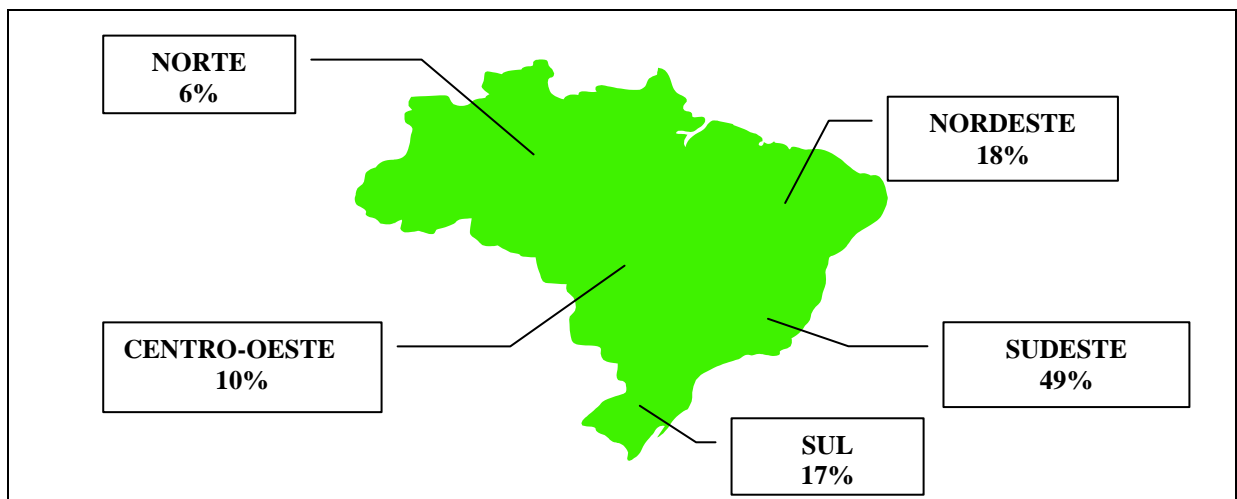 NORTE
6%
NORDESTE
18%
CENTRO-OESTE
10%
SUDESTE
49%
SUL
17%